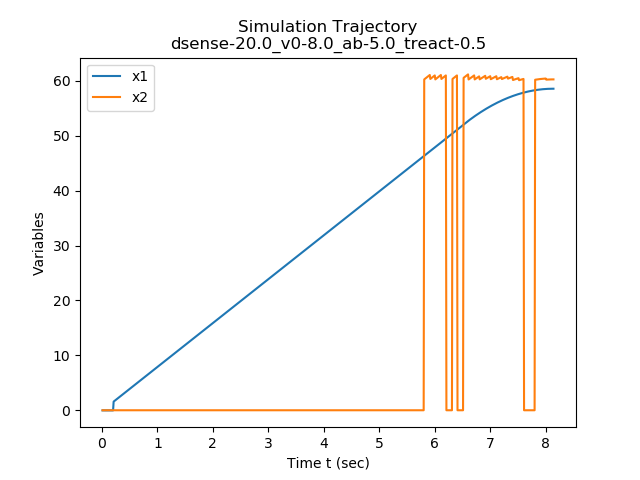 Simulation Trajectory
dsense-20.0_v0-8.0_ab-5.0_treact-0.5
x1
x2
60
50
40
30
20
10
0
Variables
0 1 2 3 4 5 6 7 8
Time t (sec)